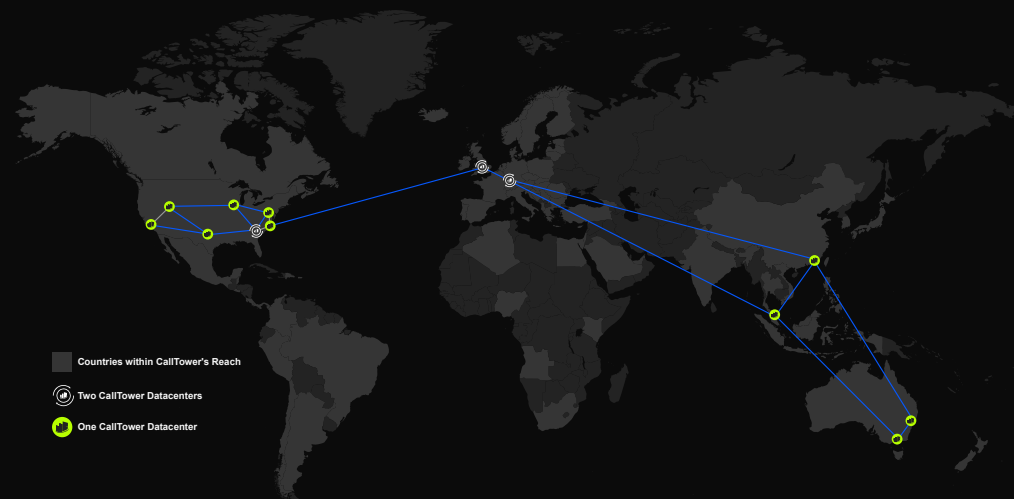 Countries within CallTower's Reach
Two CallTower Datacenters
One CallTower Datacenter